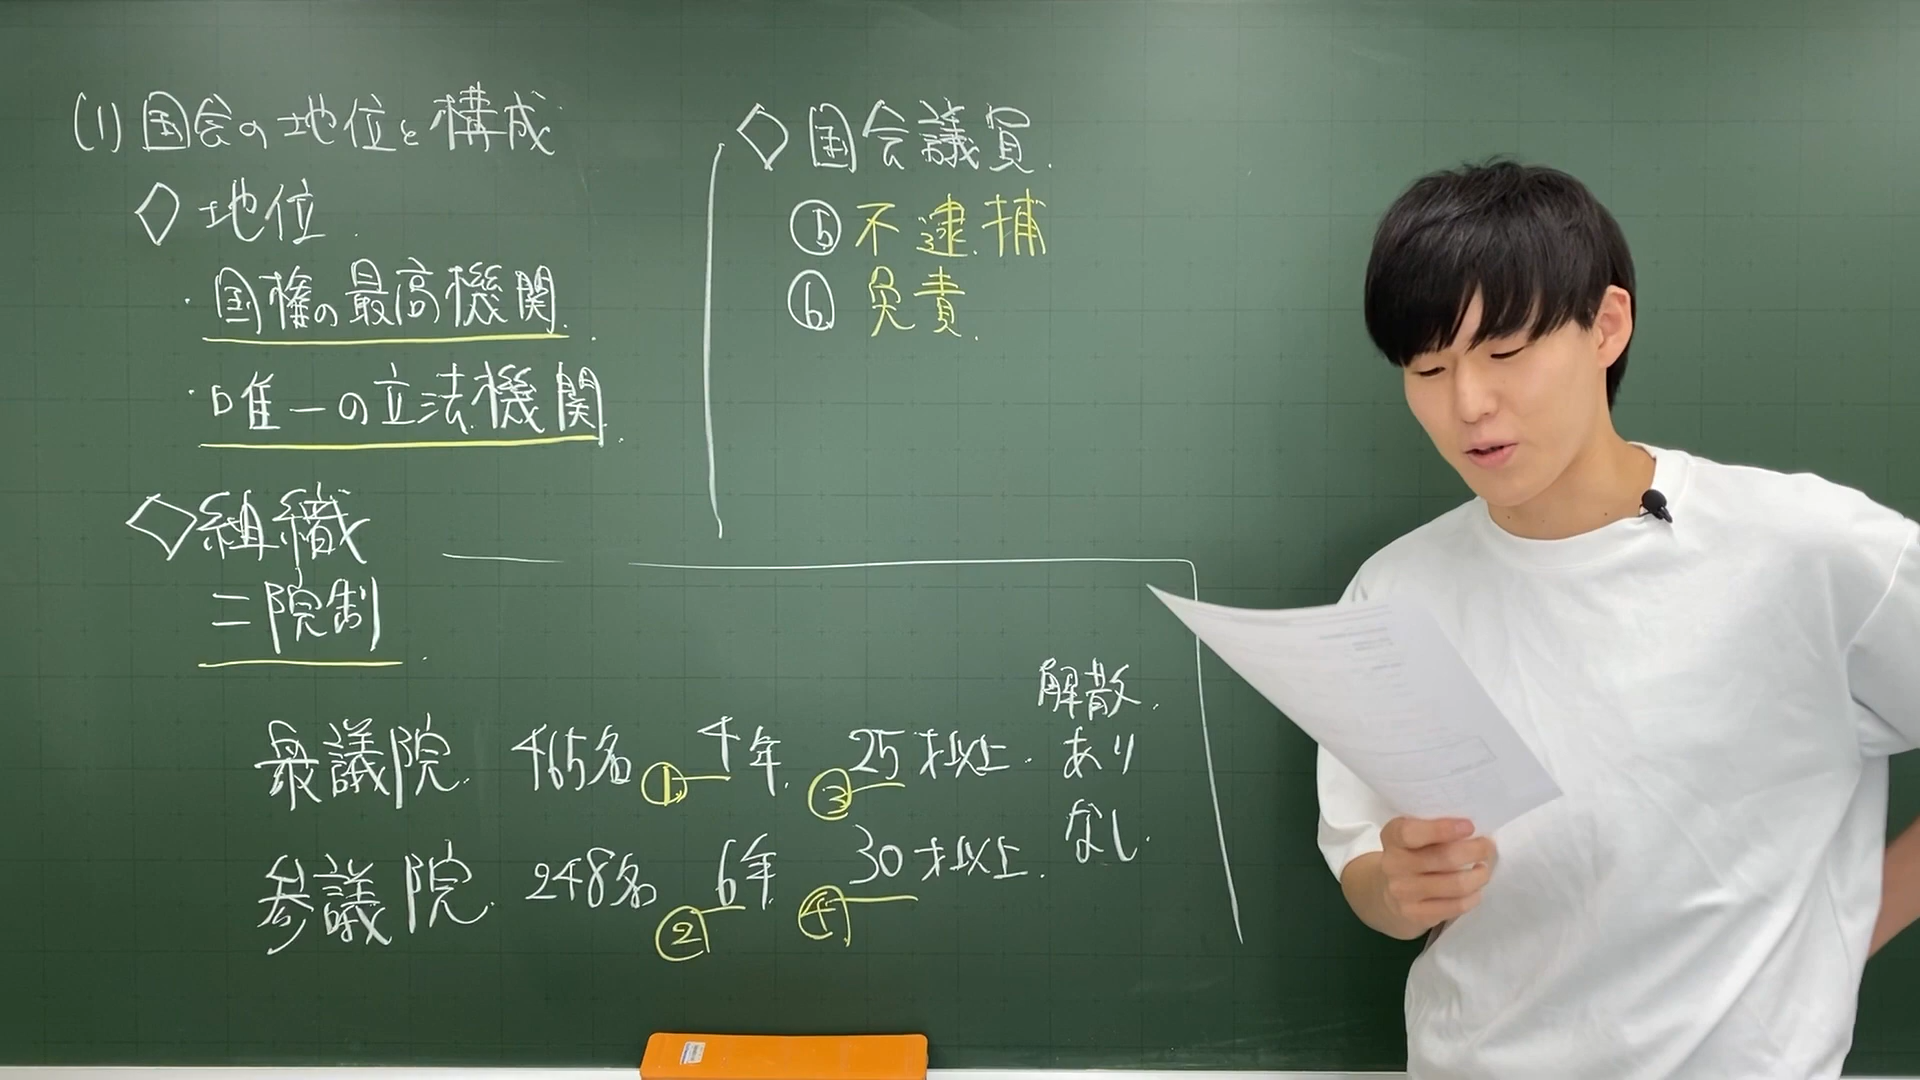 (1) 国会の地位と構成
◇ 地位
・国権の最高機関
・唯一の立法機関
◇組織
二院制
解散
衆議院 465名 ① 4年 ③ 25才以上 あり
参議院 248名 ② 6年 ④ 30才以上 なし
◇国会議員
⑤ 不逮捕
⑥ 免責